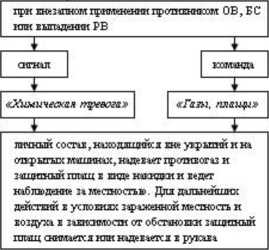 при внезапном применении противником ОВ, БС
или выпадении РВ
сигнал
команда
«Химическая тревога»
«Газы, плащи»
личный состав, находящийся вне укрытий и на
открытых машинах, надевает противогаз и
защитный плащ в виде накидки и ведет
наблюдение за местностью. Для дальнейших
действий в условиях зараженной местность и
воздуха в зависимости от обстановки защитный
плащ снимается или надевается в рукава